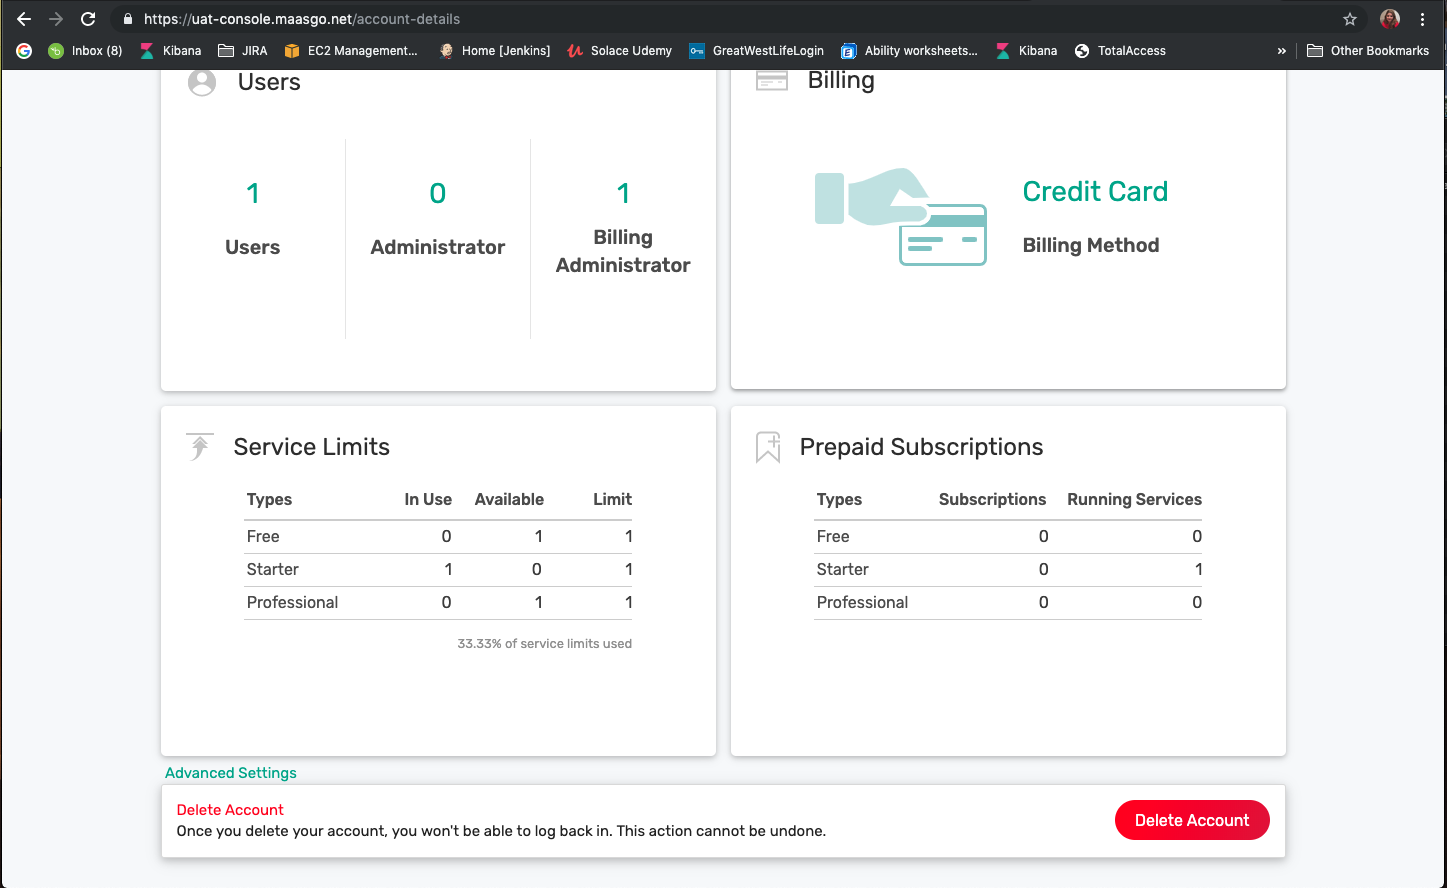 https://uat-console.maasgo.net/account-details
Inbox (8) Kibana JIRA EC2 Management... Home [Jenkins] Solace Udemy GreatWestLifeLogin Ability worksheets... Kibana TotalAccess » Other Bookmarks
Users
1
Users
0
Administrator
1
Billing
Administrator
Billing
Credit Card
Billing Method
Service Limits
Types In Use Available Limit
Free 0 1 1
Starter 1 0 1
Professional 0 1 1
33.33% of service limits used
Prepaid Subscriptions
Types Subscriptions Running Services
Free 0 0
Starter 0 1
Professional 0 0
Advanced Settings
Delete Account
Once you delete your account, you won't be able to log back in. This action cannot be undone.
Delete Account